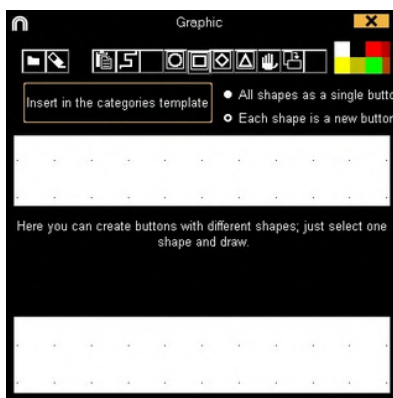 Graphic
Insert in the categories template
All shapes as a single butto
Each shape is a new button
Here you can create buttons with different shapes; just select one
shape and draw.